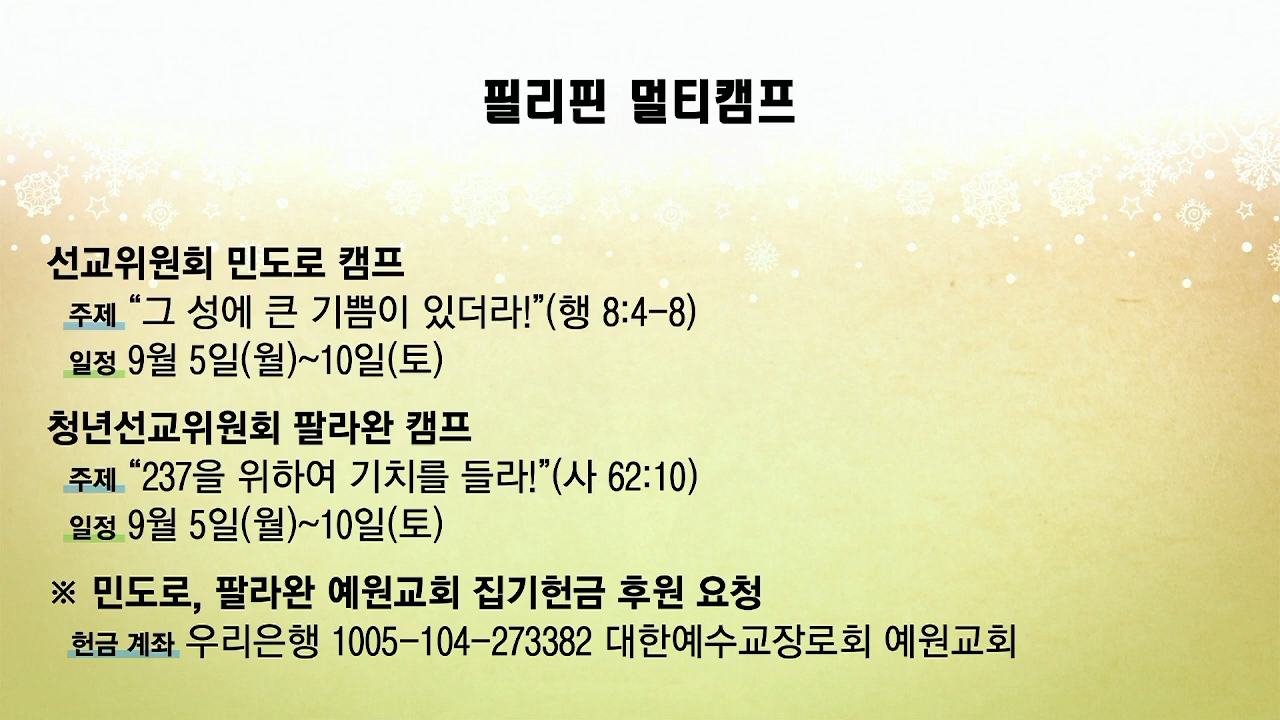 필리핀 멀티캠프
선교위원회 민도로 캠프
주제 “그 성에 큰 기쁨이 있더라!”(행 8:4-8)
일정 9월 5일(월)~10일(토)
청년선교위원회 팔라완 캠프
주제 “237을 위하여 기치를 들라!”(사 62:10)
일정 9월 5일(월)~10일(토)
※ 민도로, 팔라완 예원교회 집기헌금 후원 요청
헌금 계좌 우리은행 1005-104-273382 대한예수교장로회 예원교회